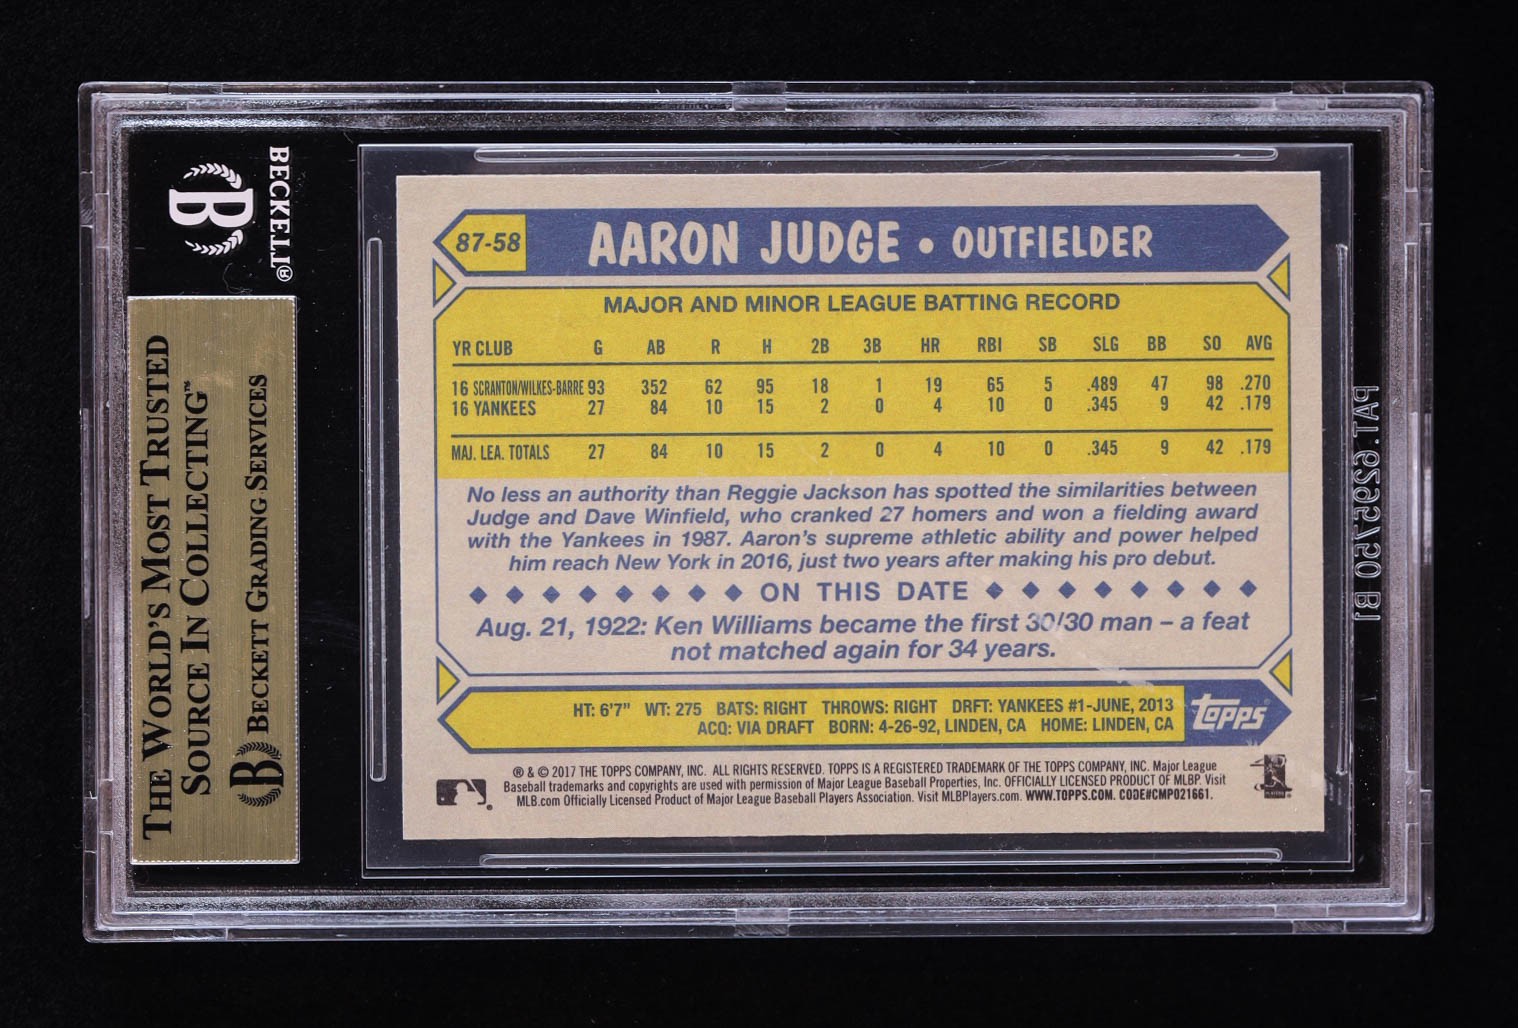 BECKETT®
B
THE WORLD'S MOST TRUSTED
SOURCE IN COLLECTING™
B BECKETT GRADING SERVICES
87-58
AARON JUDGE • OUTFIELDER
MAJOR AND MINOR LEAGUE BATTING RECORD
YR CLUB G AB R H 2B 3B HR RBI SB SLG BB SO AVG
16 SCRANTON/WILKES-BARRE 93 352 62 95 18 1 19 65 5 .489 47 98 .270
16 YANKEES 27 84 10 15 2 0 4 10 0 .345 9 42 .179
MAJ. LEA. TOTALS 27 84 10 15 2 0 4 10 0 .345 9 42 .179
No less an authority than Reggie Jackson has spotted the similarities between
Judge and Dave Winfield, who cranked 27 homers and won a fielding award
with the Yankees in 1987. Aaron's supreme athletic ability and power helped
him reach New York in 2016, just two years after making his pro debut.
ON THIS DATE
Aug. 21, 1922: Ken Williams became the first 30/30 man – a feat
not matched again for 34 years.
HT: 6'7" WT: 275 BATS: RIGHT THROWS: RIGHT DRFT: YANKEES #1-JUNE, 2013
ACQ: VIA DRAFT BORN: 4-26-92, LINDEN, CA HOME: LINDEN, CA
topps®
® & © 2017 THE TOPPS COMPANY, INC. ALL RIGHTS RESERVED. TOPPS IS A REGISTERED TRADEMARK OF THE TOPPS COMPANY, INC. Major League
Baseball trademarks and copyrights are used with permission of Major League Baseball Properties, Inc. OFFICIALLY LICENSED PRODUCT OF MLBP. Visit
MLB.com Officially Licensed Product of Major League Baseball Players Association. Visit MLBPlayers.com. WWW.TOPPS.COM. CODE#CMP021661.
PAT. 6295750 B1